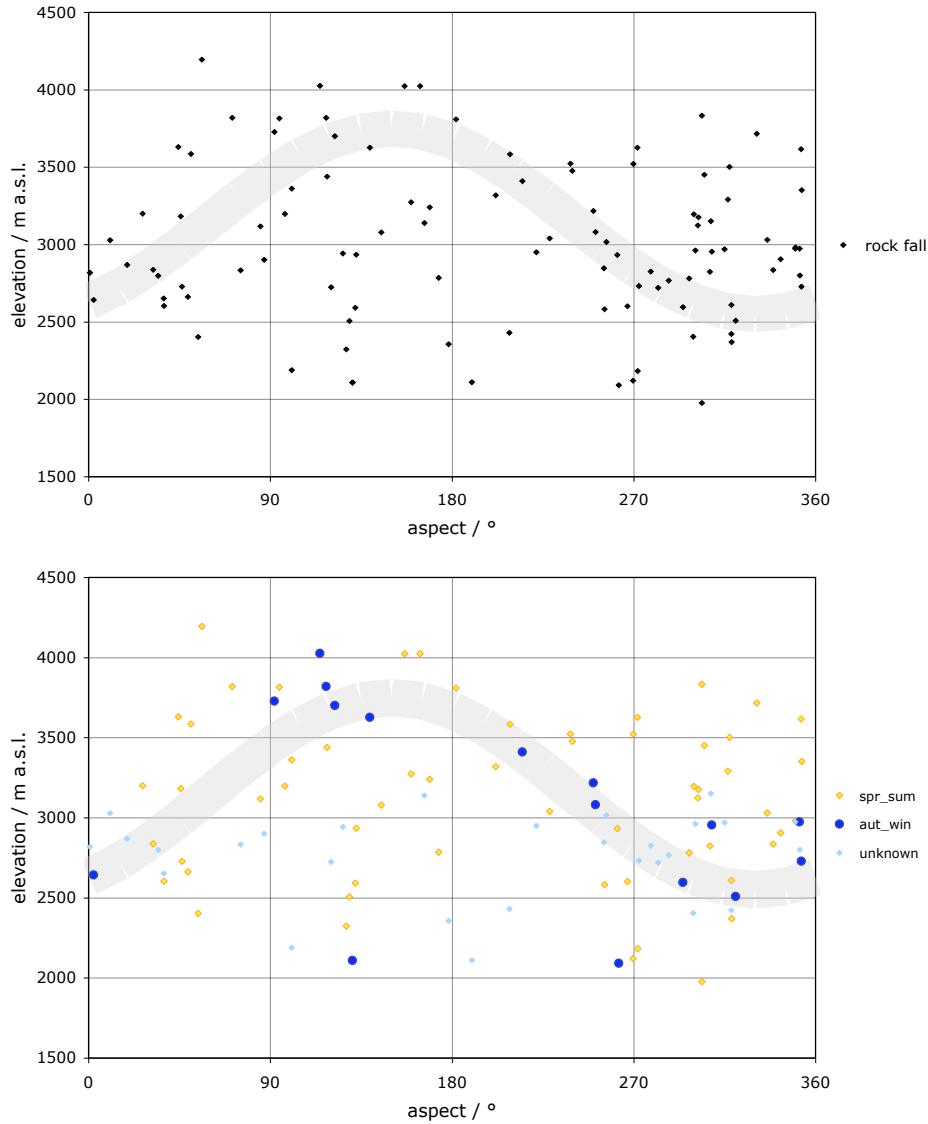 4500
4000
3500
3000
2500
2000
1500
elevation / m a.s.l.
0 90 180 270 360
aspect / °
rock fall
4500
4000
3500
3000
2500
2000
1500
elevation / m a.s.l.
0 90 180 270 360
aspect / °
spr_sum
aut_win
unknown